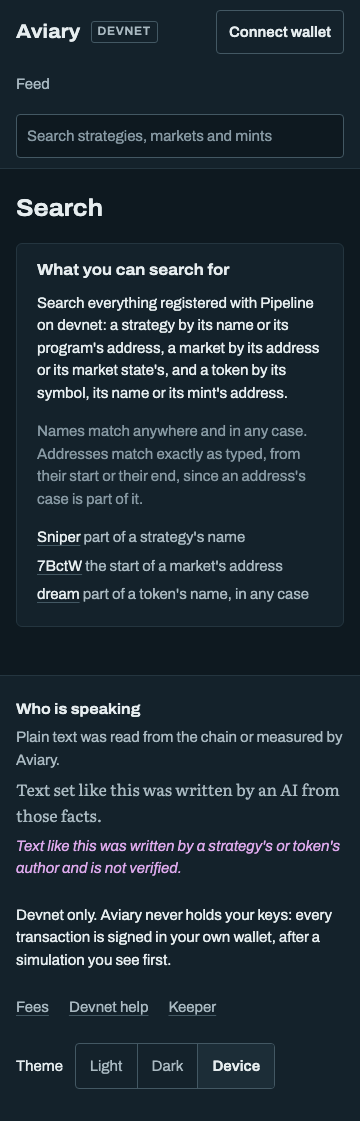 Aviary DEVNET Connect wallet
Feed
Search strategies, markets and mints
Search
What you can search for
Search everything registered with Pipeline
on devnet: a strategy by its name or its
program's address, a market by its address
or its market state's, and a token by its
symbol, its name or its mint's address.
Names match anywhere and in any case.
Addresses match exactly as typed, from
their start or their end, since an address's
case is part of it.
Sniper part of a strategy's name
7BctW the start of a market's address
dream part of a token's name, in any case
Who is speaking
Plain text was read from the chain or measured by
Aviary.
Text set like this was written by an AI from
those facts.
Text like this was written by a strategy's or token's
author and is not verified.
Devnet only. Aviary never holds your keys: every
transaction is signed in your own wallet, after a
simulation you see first.
Fees Devnet help Keeper
Theme Light Dark Device